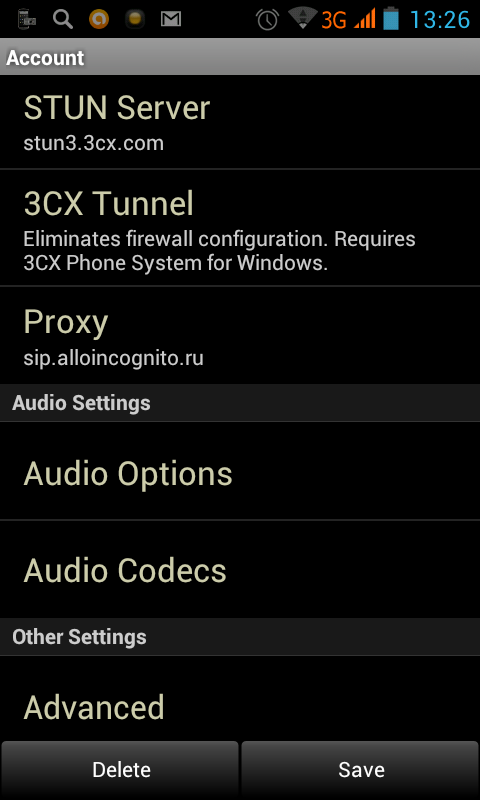 3G 13:26
Account
STUN Server
stun3.3cx.com
3CX Tunnel
Eliminates firewall configuration. Requires
3CX Phone System for Windows.
Proxy
sip.alloincognito.ru
Audio Settings
Audio Options
Audio Codecs
Other Settings
Advanced
Delete Save